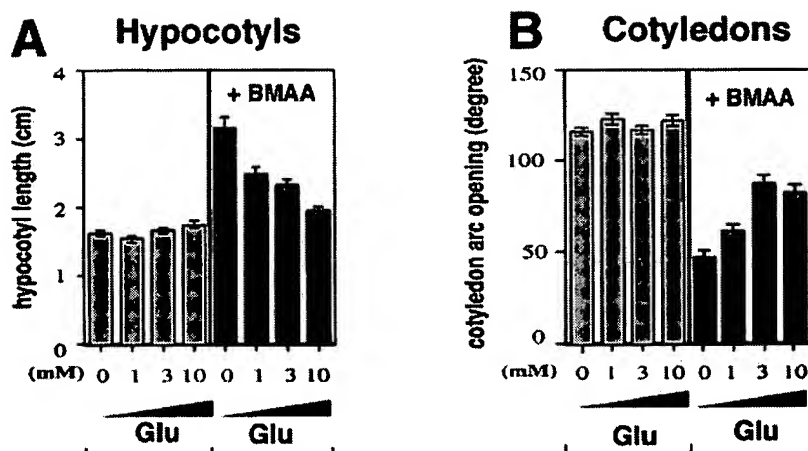 A Hypocotyls
hypocotyl length (cm)
4
3
2
1
0
+ BMAA
(mM) 0 1 3 10 0 1 3 10
Glu Glu
B Cotyledons
cotyledon arc opening (degree)
150
100
50
0
+ BMAA
(mM) 0 1 3 10 0 1 3 10
Glu Glu